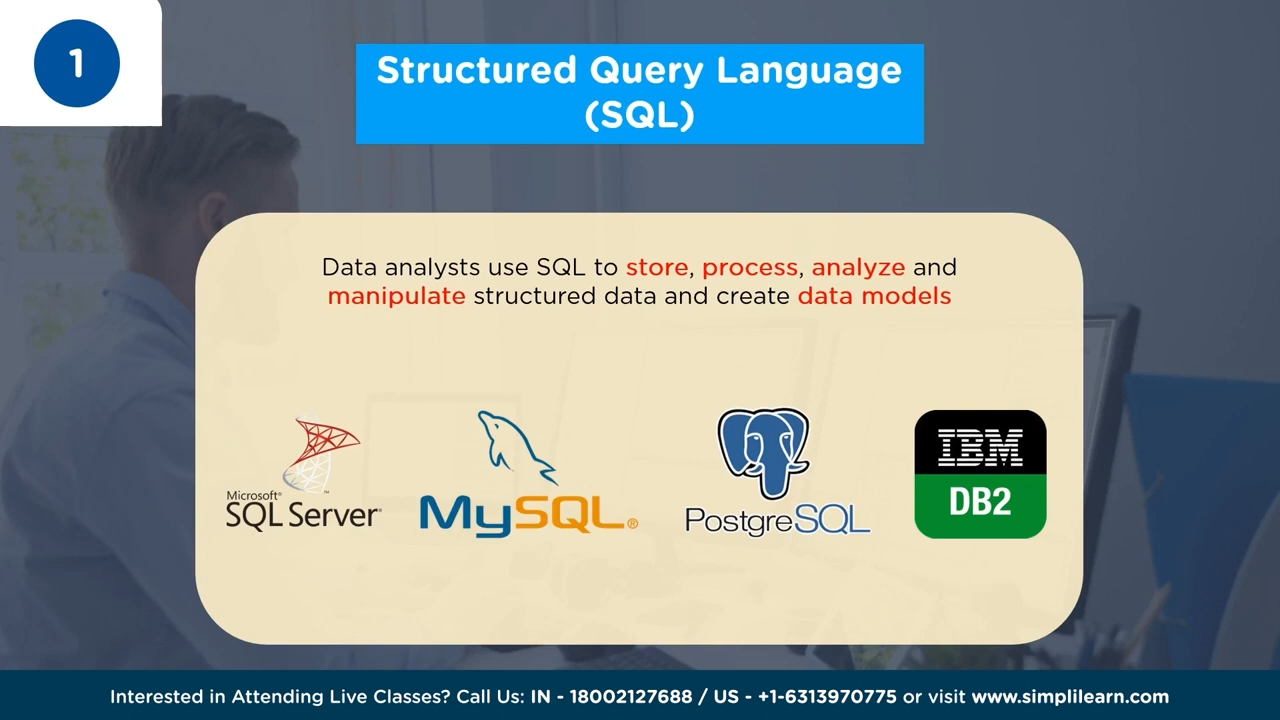 1
Structured Query Language
(SQL)
Data analysts use SQL to store, process, analyze and
manipulate structured data and create data models
Microsoft®
SQL Server®
MySQL®
PostgreSQL
IBM
DB2
Interested in Attending Live Classes? Call Us: IN - 18002127688 / US - +1-6313970775 or visit www.simplilearn.com